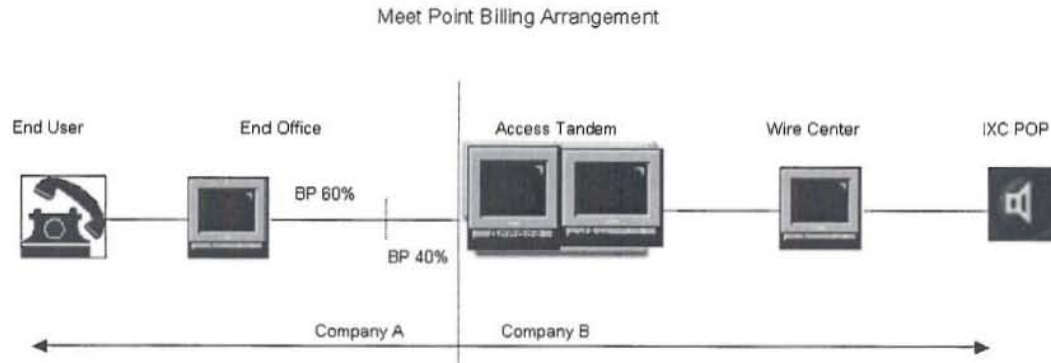 Meet Point Billing Arrangement
End User
End Office
Access Tandem
Wire Center
IXC POP
BP 60%
BP 40%
Company A
Company B